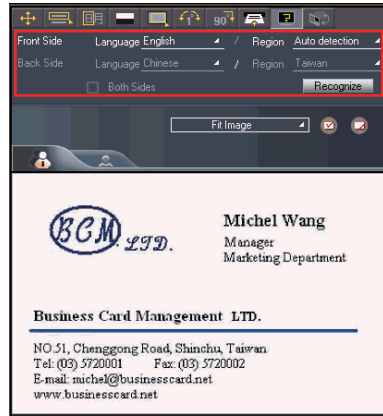 90°
Front Side Language English / Region Auto detection
Back Side Language Chinese / Region Taiwan
Both Sides Recognize
Fit Image
BCM. LTD.
Michel Wang
Manager
Marketing Department
Business Card Management LTD.
NO.51, Chenggong Road, Shinchu, Taiwan
Tel: (03) 5720001 Fax: (03) 5720002
E-mail: michel@businesscard.net
www.businesscard.net